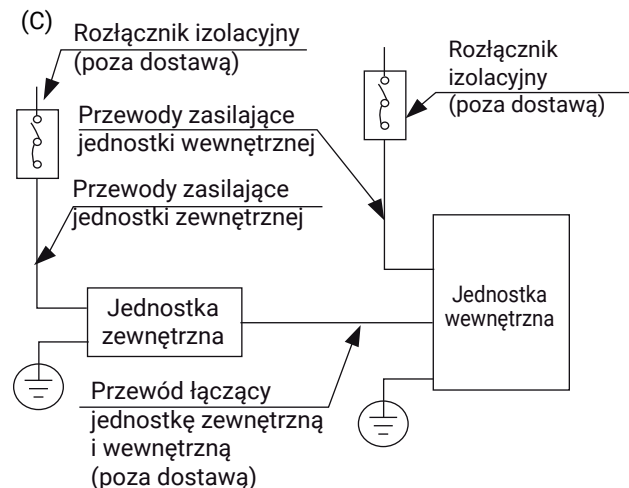 (C)
Rozłącznik izolacyjny
(poza dostawą)
Rozłącznik
izolacyjny
(poza dostawą)
Przewody zasilające
jednostki wewnętrznej
Przewody zasilające
jednostki zewnętrznej
Jednostka
zewnętrzna
Jednostka
wewnętrzna
Przewód łączący
jednostkę zewnętrzną
i wewnętrzną
(poza dostawą)